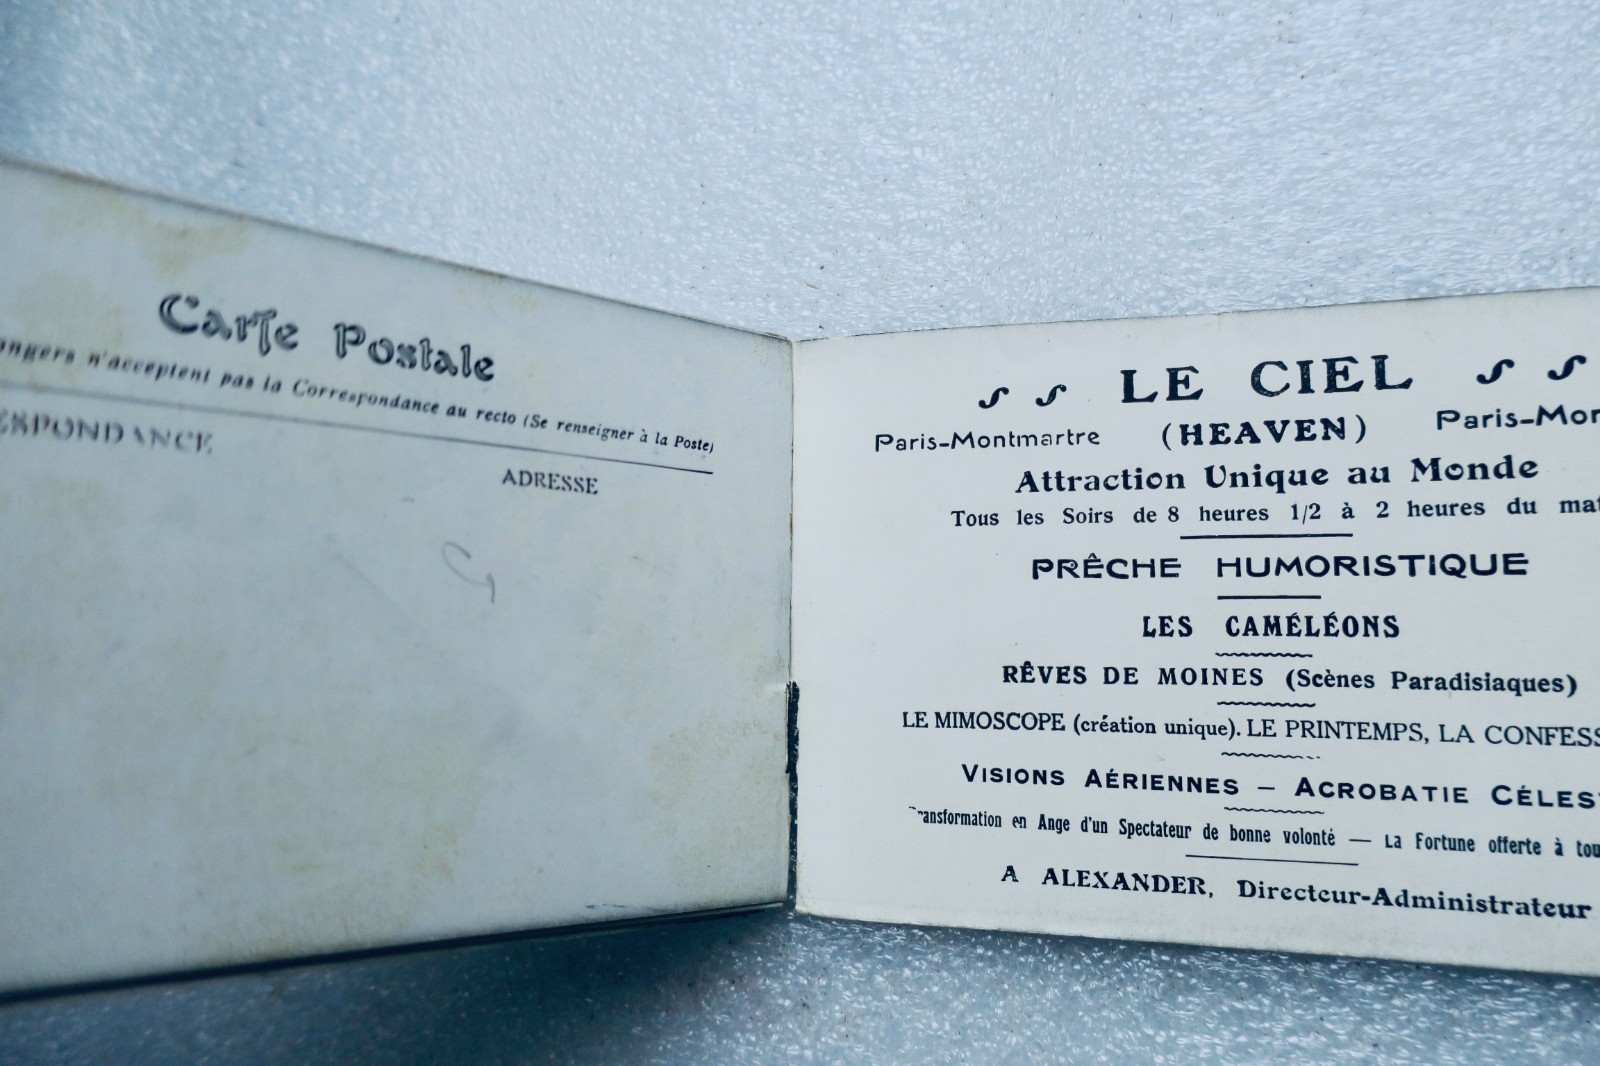 Carte Postale
n'acceptent pas la Correspondance au recto (Se renseigner à la Poste)
ESPONDANCE
ADRESSE
LE CIEL
Paris-Montmartre (HEAVEN) Paris-Mon
Attraction Unique au Monde
Tous les Soirs de 8 heures 1/2 à 2 heures du mat
PRÊCHE HUMORISTIQUE
LES CAMÉLÉONS
RÊVES DE MOINES (Scènes Paradisiaques)
LE MIMOSCOPE (création unique). LE PRINTEMPS, LA CONFESS
VISIONS AÉRIENNES — ACROBATIE CÉLEST
ansformation en Ange d'un Spectateur de bonne volonté — La Fortune offerte à tou
A ALEXANDER, Directeur-Administrateur